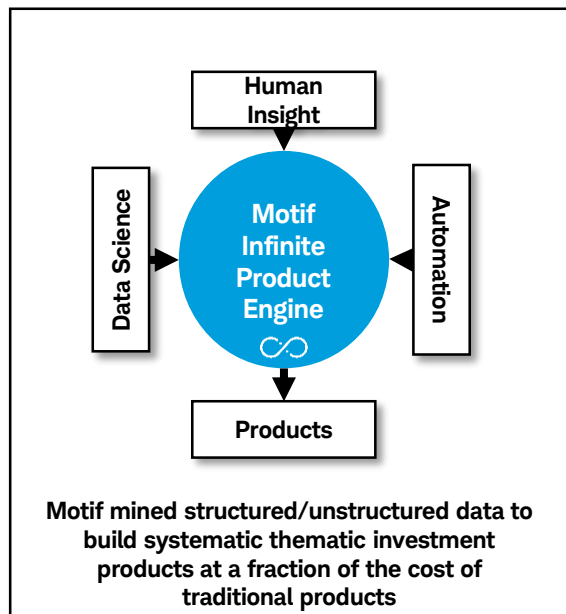 Human
Insight
Data Science
Motif
Infinite
Product
Engine
Automation
Products
Motif mined structured/unstructured data to
build systematic thematic investment
products at a fraction of the cost of
traditional products